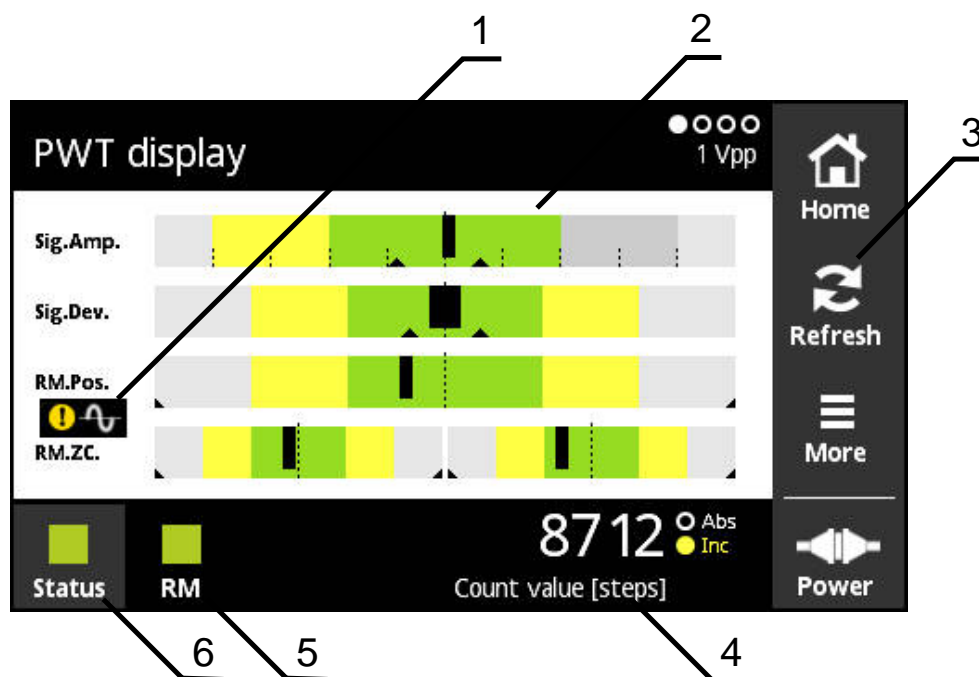 1
2
3
PWT display
1 Vpp
Home
Sig.Amp.
Refresh
Sig.Dev.
RM.Pos.
!
RM.ZC.
More
8712
Abs
Inc
Status
RM
Count value [steps]
Power
6
5
4